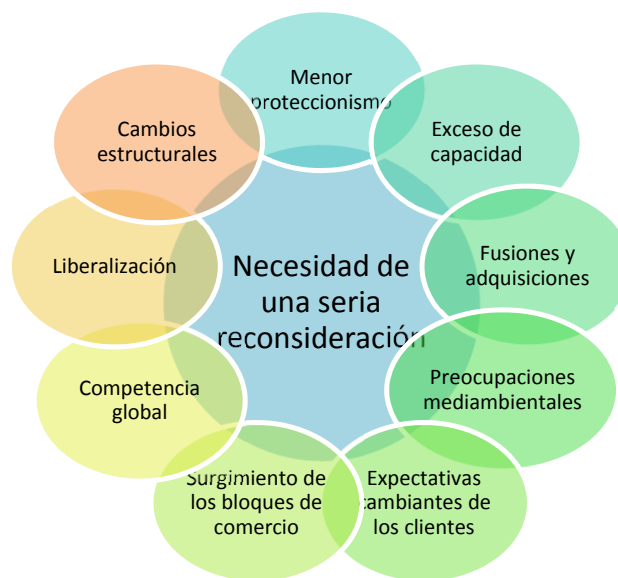 Menor
proteccionismo
Exceso de
capacidad
Fusiones y
adquisiciones
Preocupaciones
mediambientales
Expectativas
cambiantes de
los clientes
Surgimiento de
los bloques de
comercio
Competencia
global
Liberalización
Cambios
estructurales
Necesidad de
una seria
reconsideración